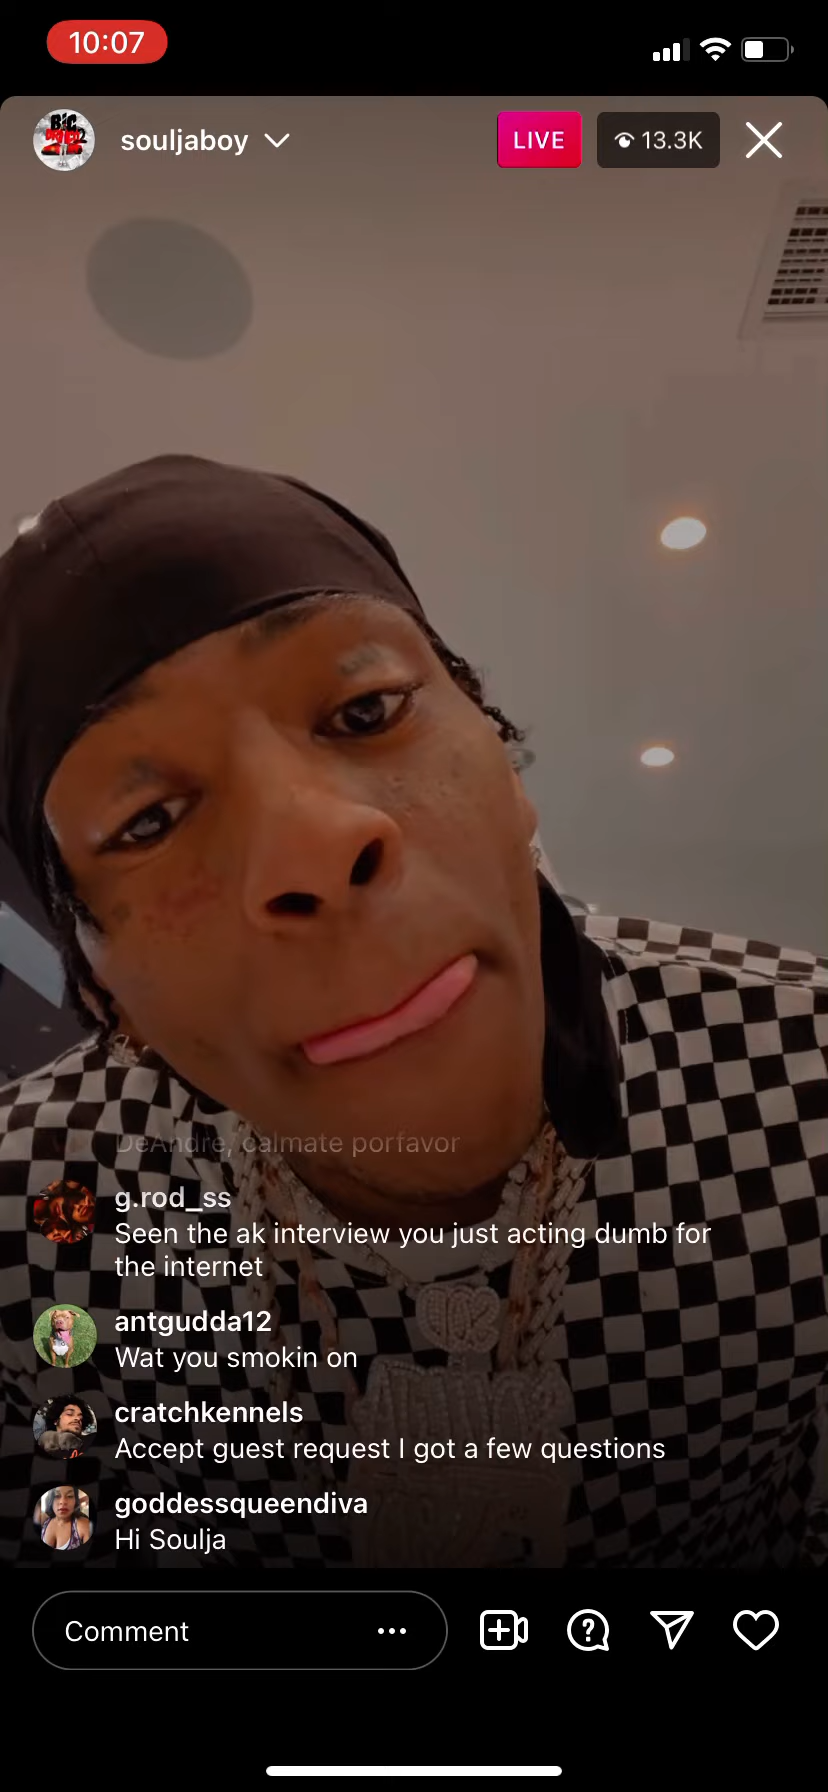 10:07
souljaboy
LIVE
13.3K
DeAndre, calmate porfavor
g.rod_ss
Seen the ak interview you just acting dumb for
the internet
antgudda12
Wat you smokin on
cratchkennels
Accept guest request I got a few questions
goddessqueendiva
Hi Soulja
Comment